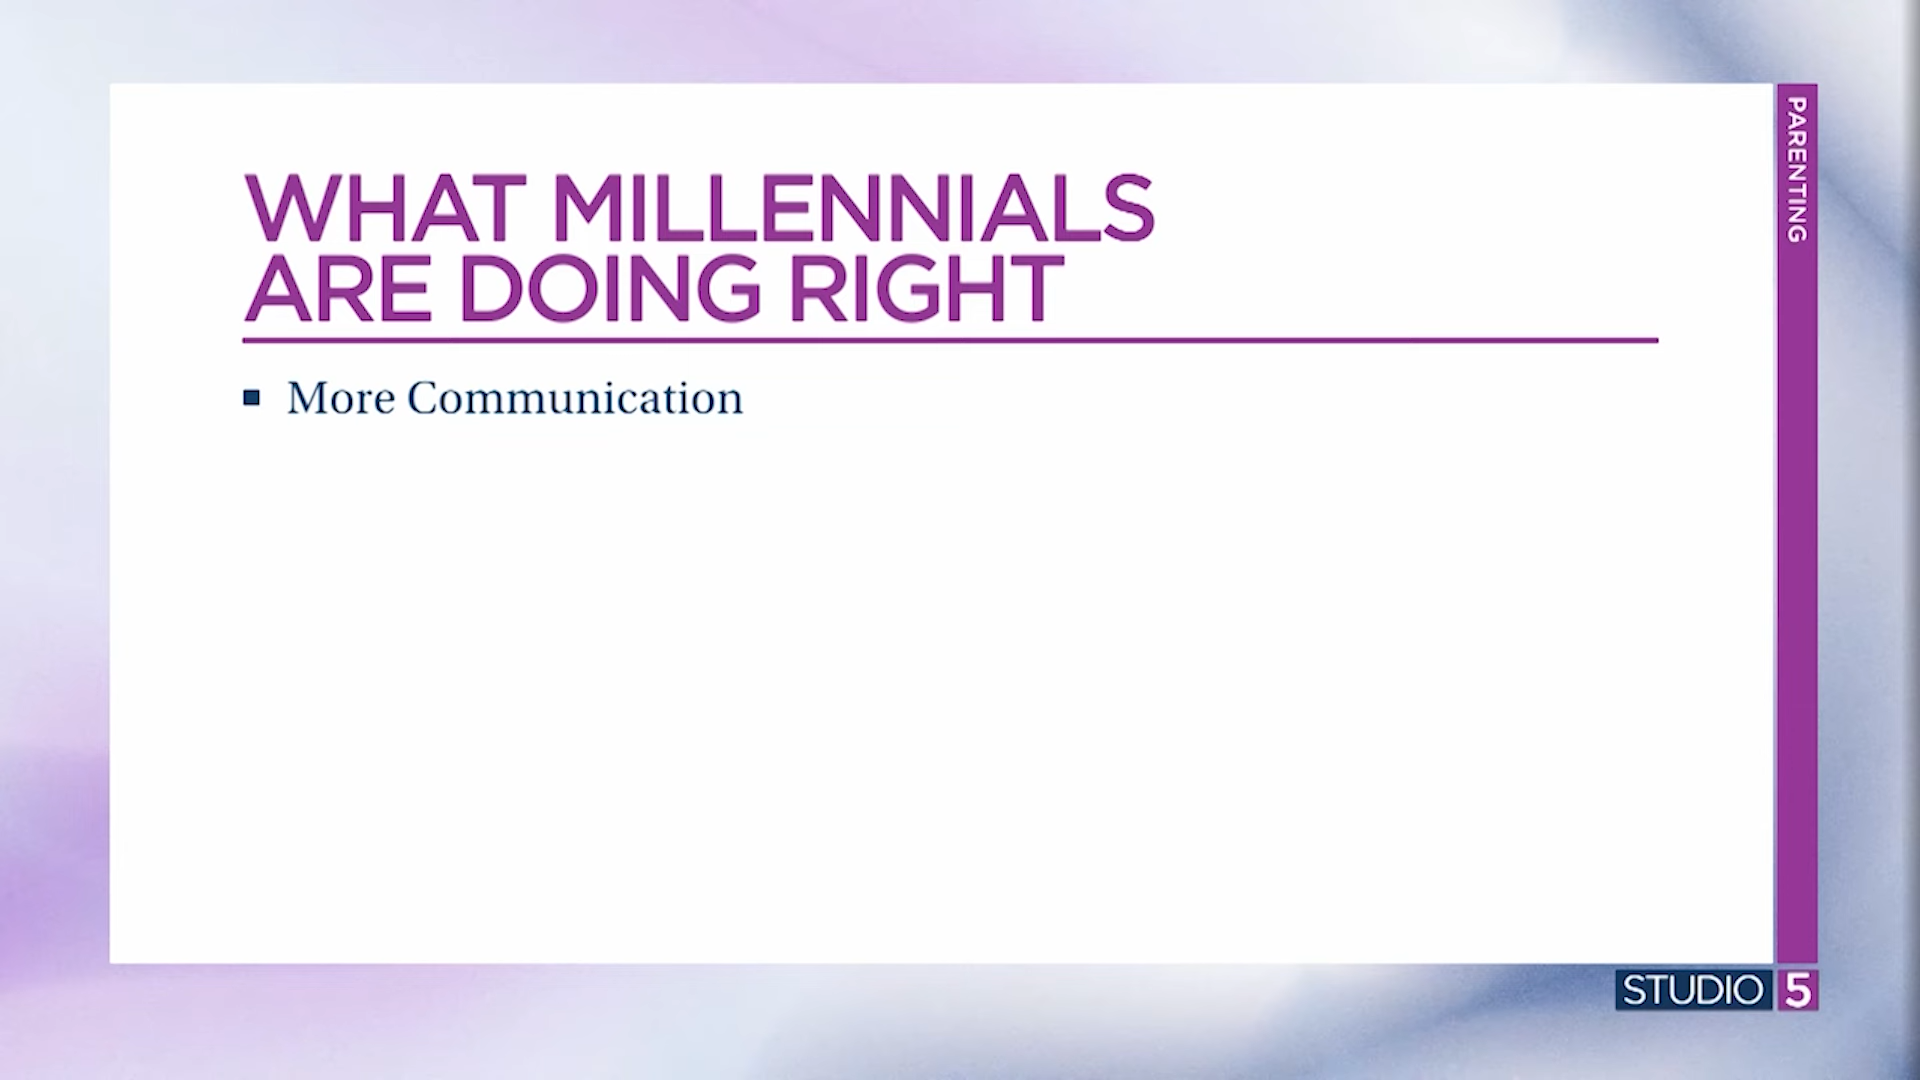 WHAT MILLENNIALS
ARE DOING RIGHT
▪ More Communication
PARENTING
STUDIO 5